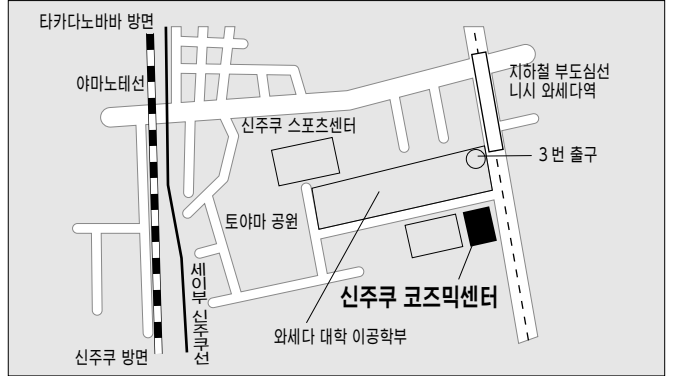 타카다노바바 방면
야마노테선
지하철 부도심선
니시 와세다역
신주쿠 스포츠센터
3번 출구
토야마 공원
세이부 신주쿠선
신주쿠 코즈믹센터
와세다 대학 이공학부
신주쿠 방면